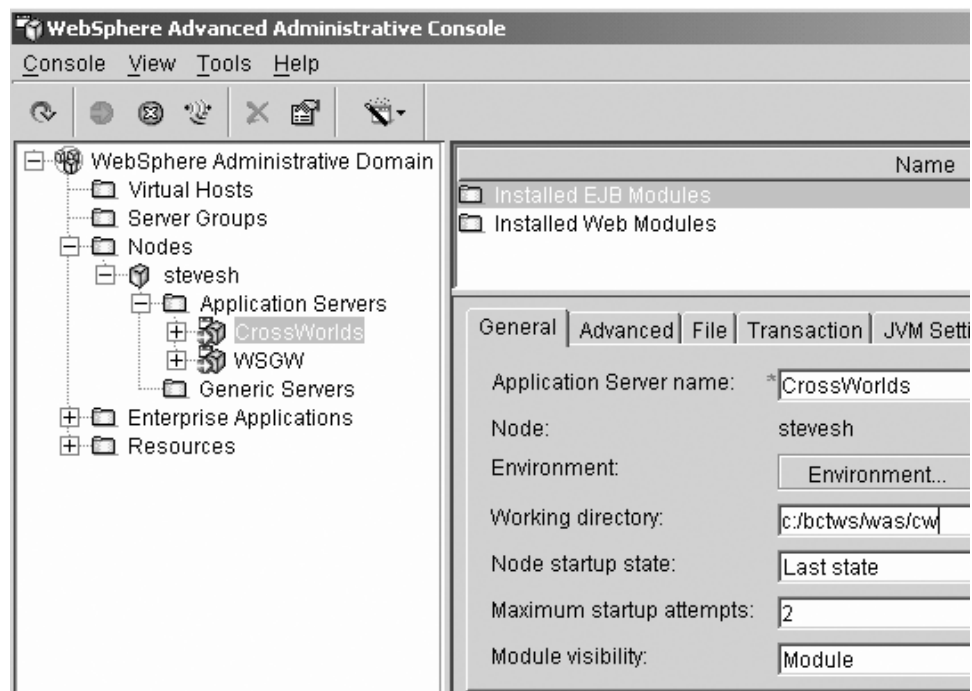 WebSphere Advanced Administrative Console
Console View Tools Help
WebSphere Administrative Domain
Virtual Hosts
Server Groups
Nodes
stevesh
Application Servers
CrossWorlds
WSGW
Generic Servers
Enterprise Applications
Resources
Name
Installed EJB Modules
Installed Web Modules
General Advanced File Transaction JVM Setti
Application Server name: *CrossWorlds
Node: stevesh
Environment: Environment...
Working directory: c:/bctws/was/cw
Node startup state: Last state
Maximum startup attempts: 2
Module visibility: Module